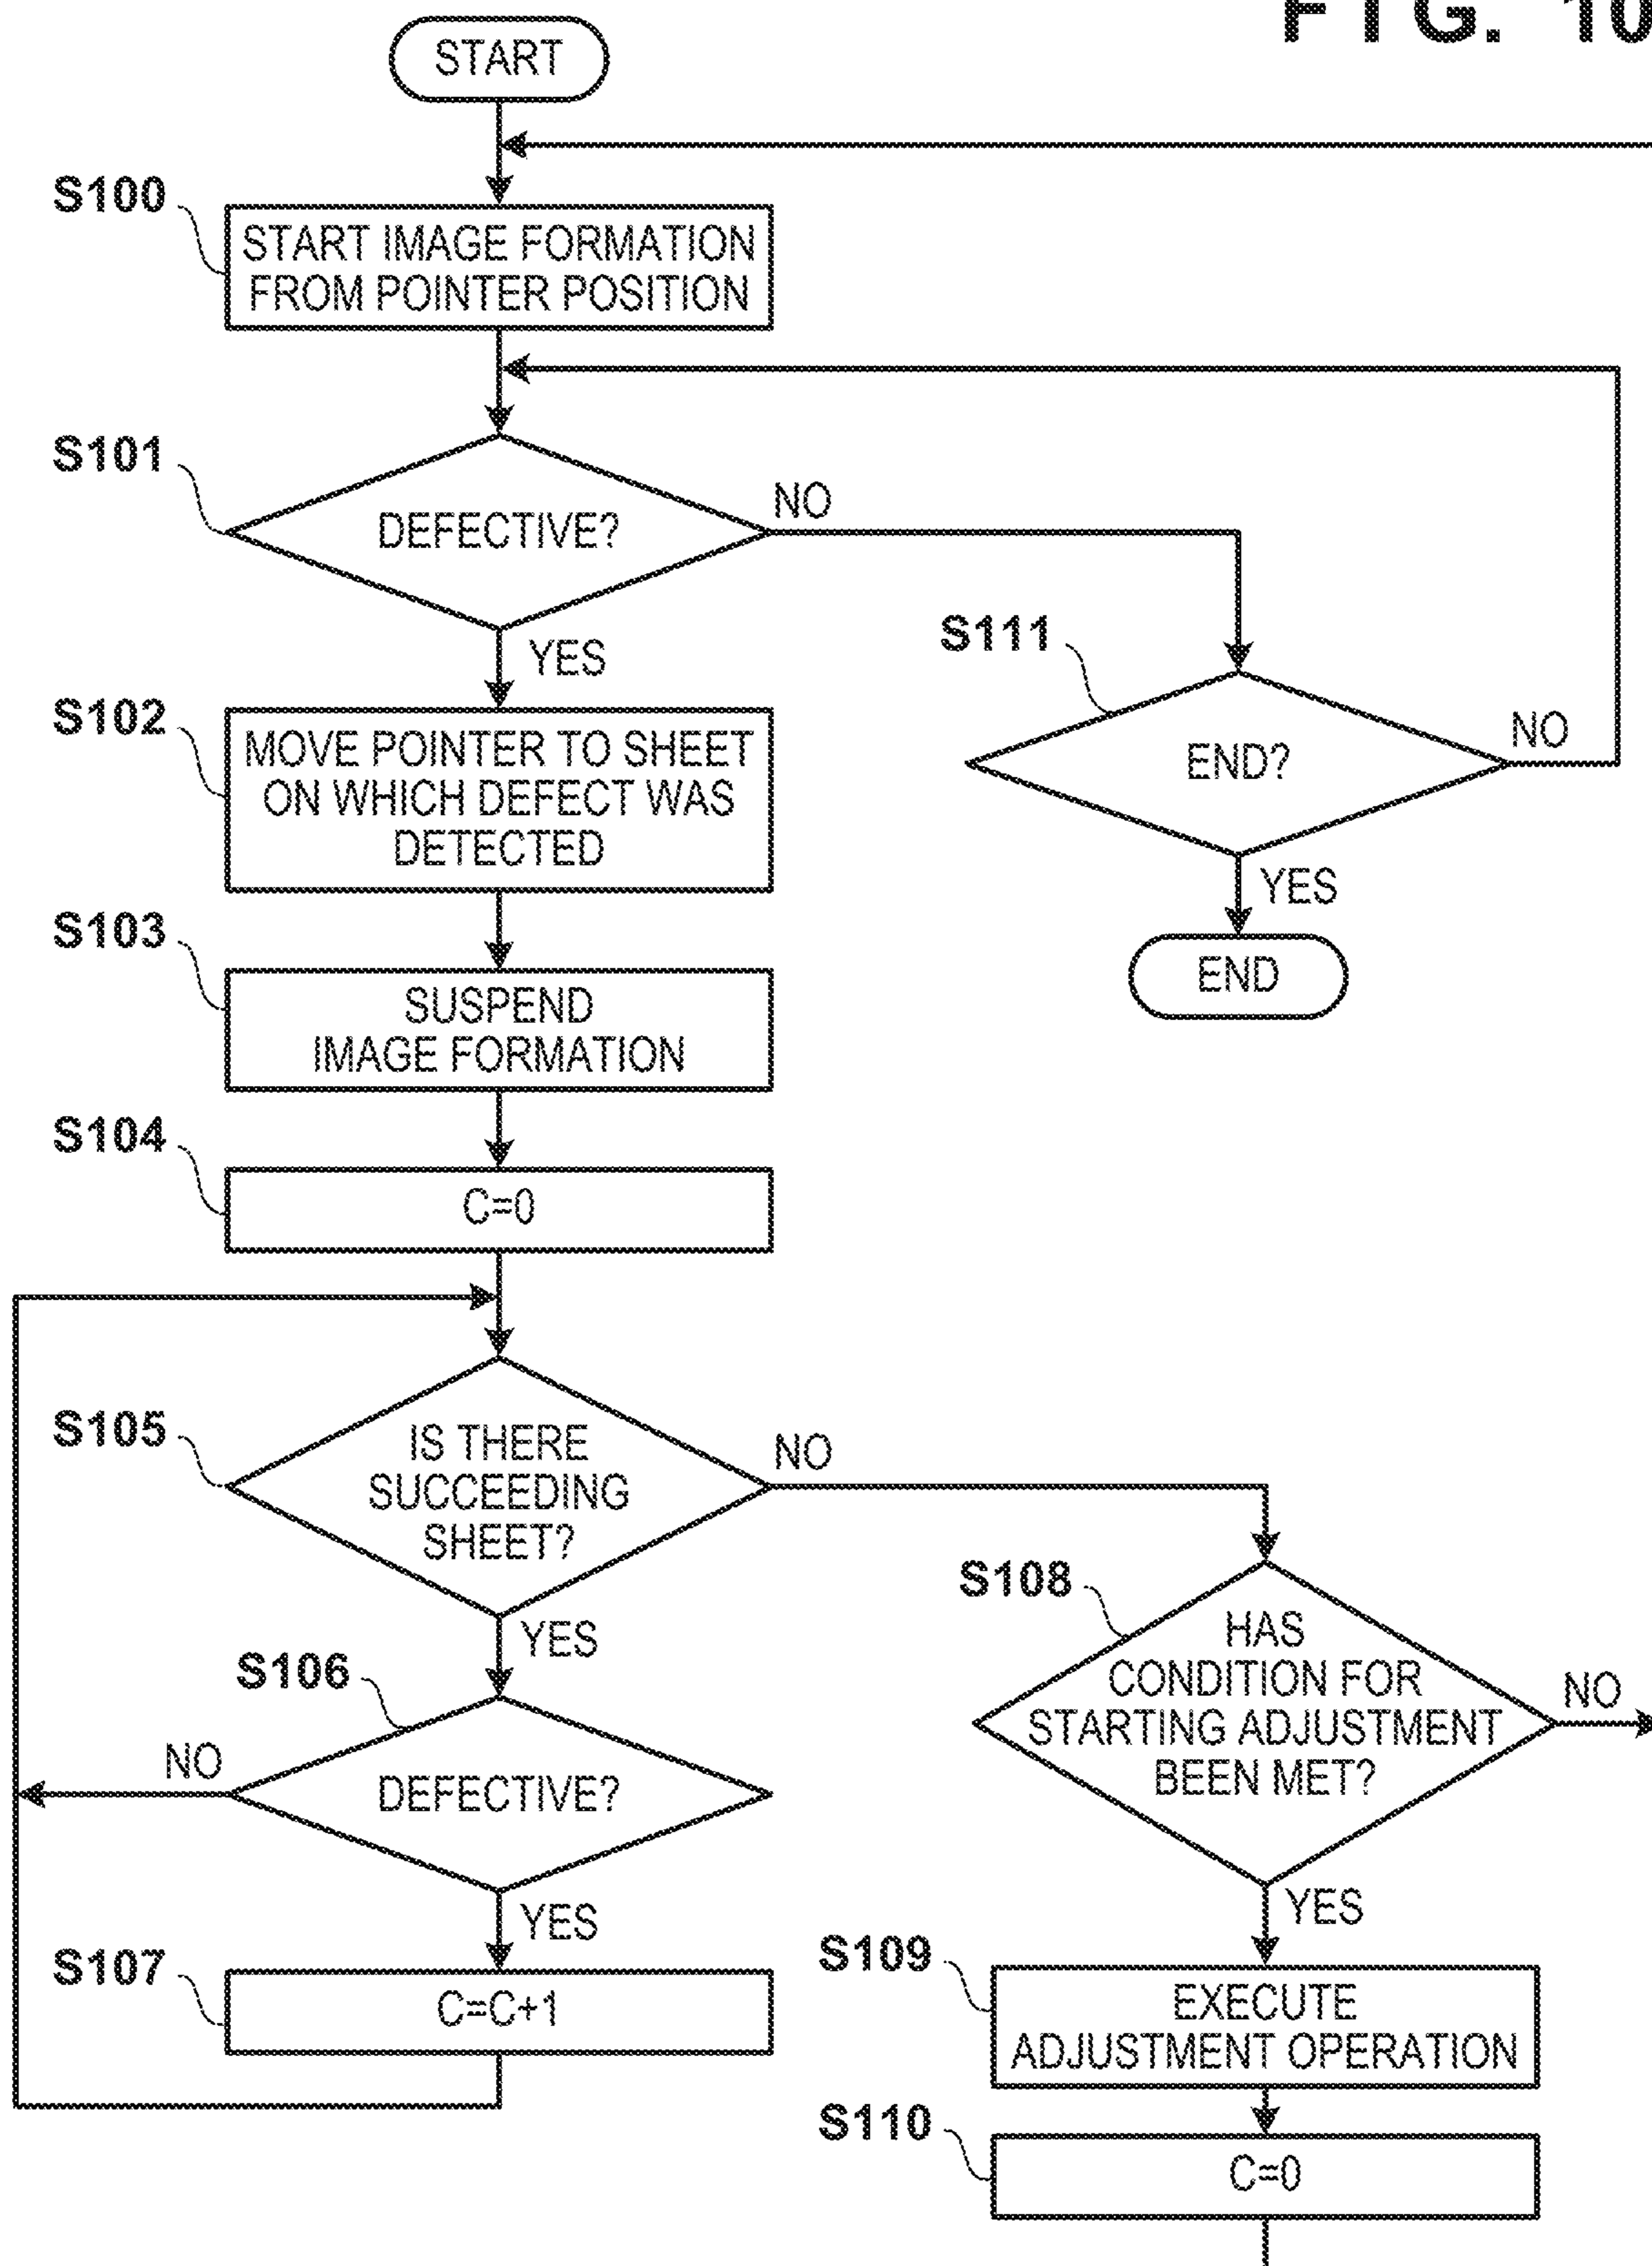 FIG. 10
START
S100
START IMAGE FORMATION
FROM POINTER POSITION
S101
DEFECTIVE?
NO
YES
S111
END?
NO
YES
END
S102
MOVE POINTER TO SHEET
ON WHICH DEFECT WAS
DETECTED
S103
SUSPEND
IMAGE FORMATION
S104
C=0
S105
IS THERE
SUCCEEDING
SHEET?
NO
YES
S106
DEFECTIVE?
NO
YES
S107
C=C+1
S108
HAS
CONDITION FOR
STARTING ADJUSTMENT
BEEN MET?
NO
YES
S109
EXECUTE
ADJUSTMENT OPERATION
S110
C=0